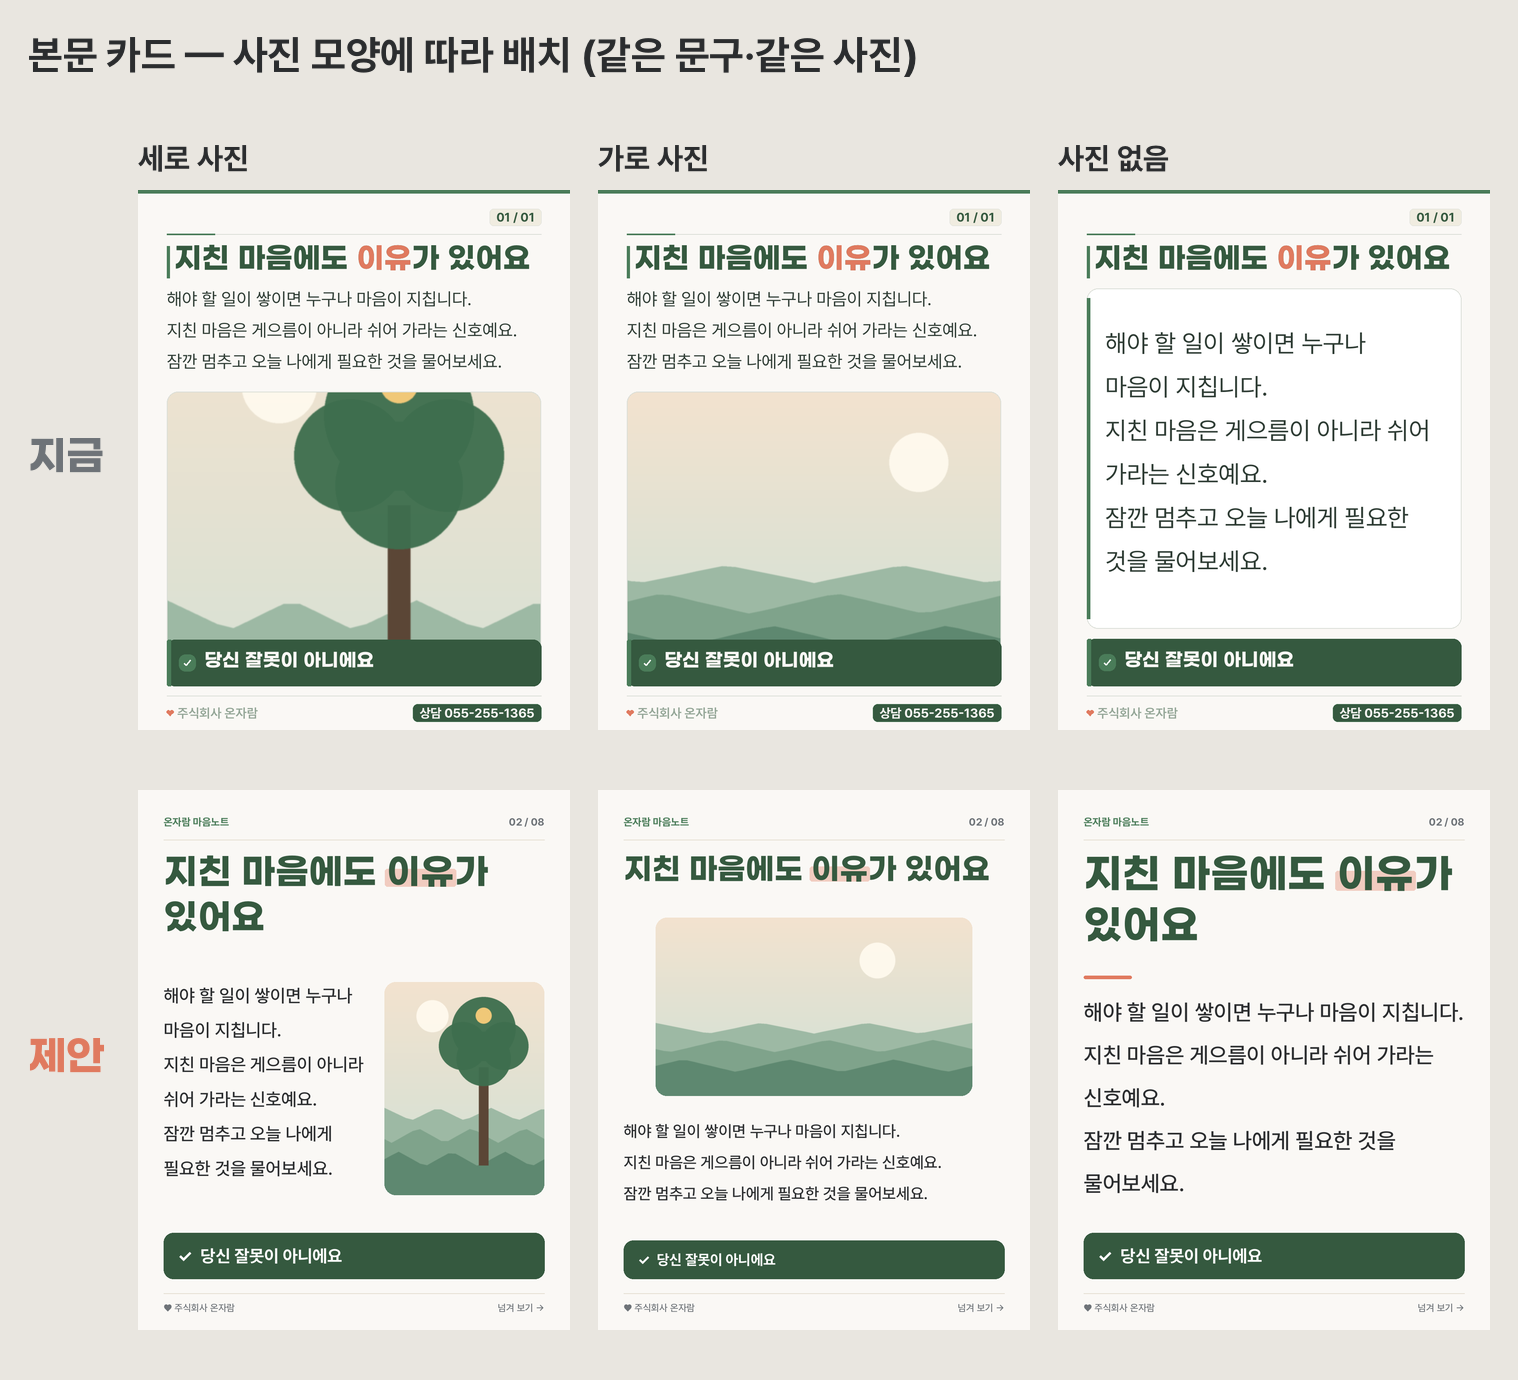 본문 카드 — 사진 모양에 따라 배치 (같은 문구·같은 사진)
세로 사진
가로 사진
사진 없음
지금
01 / 01
지친 마음에도 이유가 있어요
해야 할 일이 쌓이면 누구나 마음이 지칩니다.
지친 마음은 게으름이 아니라 쉬어 가라는 신호예요.
잠깐 멈추고 오늘 나에게 필요한 것을 물어보세요.
당신 잘못이 아니에요
주식회사 온자람
상담 055-255-1365
01 / 01
지친 마음에도 이유가 있어요
해야 할 일이 쌓이면 누구나 마음이 지칩니다.
지친 마음은 게으름이 아니라 쉬어 가라는 신호예요.
잠깐 멈추고 오늘 나에게 필요한 것을 물어보세요.
당신 잘못이 아니에요
주식회사 온자람
상담 055-255-1365
01 / 01
지친 마음에도 이유가 있어요
해야 할 일이 쌓이면 누구나
마음이 지칩니다.
지친 마음은 게으름이 아니라 쉬어
가라는 신호예요.
잠깐 멈추고 오늘 나에게 필요한
것을 물어보세요.
당신 잘못이 아니에요
주식회사 온자람
상담 055-255-1365
제안
온자람 마음노트
02 / 08
지친 마음에도 이유가
있어요
해야 할 일이 쌓이면 누구나
마음이 지칩니다.
지친 마음은 게으름이 아니라
쉬어 가라는 신호예요.
잠깐 멈추고 오늘 나에게
필요한 것을 물어보세요.
당신 잘못이 아니에요
주식회사 온자람
넘겨 보기 →
온자람 마음노트
02 / 08
지친 마음에도 이유가 있어요
해야 할 일이 쌓이면 누구나 마음이 지칩니다.
지친 마음은 게으름이 아니라 쉬어 가라는 신호예요.
잠깐 멈추고 오늘 나에게 필요한 것을 물어보세요.
당신 잘못이 아니에요
주식회사 온자람
넘겨 보기 →
온자람 마음노트
02 / 08
지친 마음에도 이유가
있어요
해야 할 일이 쌓이면 누구나 마음이 지칩니다.
지친 마음은 게으름이 아니라 쉬어 가라는
신호예요.
잠깐 멈추고 오늘 나에게 필요한 것을
물어보세요.
당신 잘못이 아니에요
주식회사 온자람
넘겨 보기 →